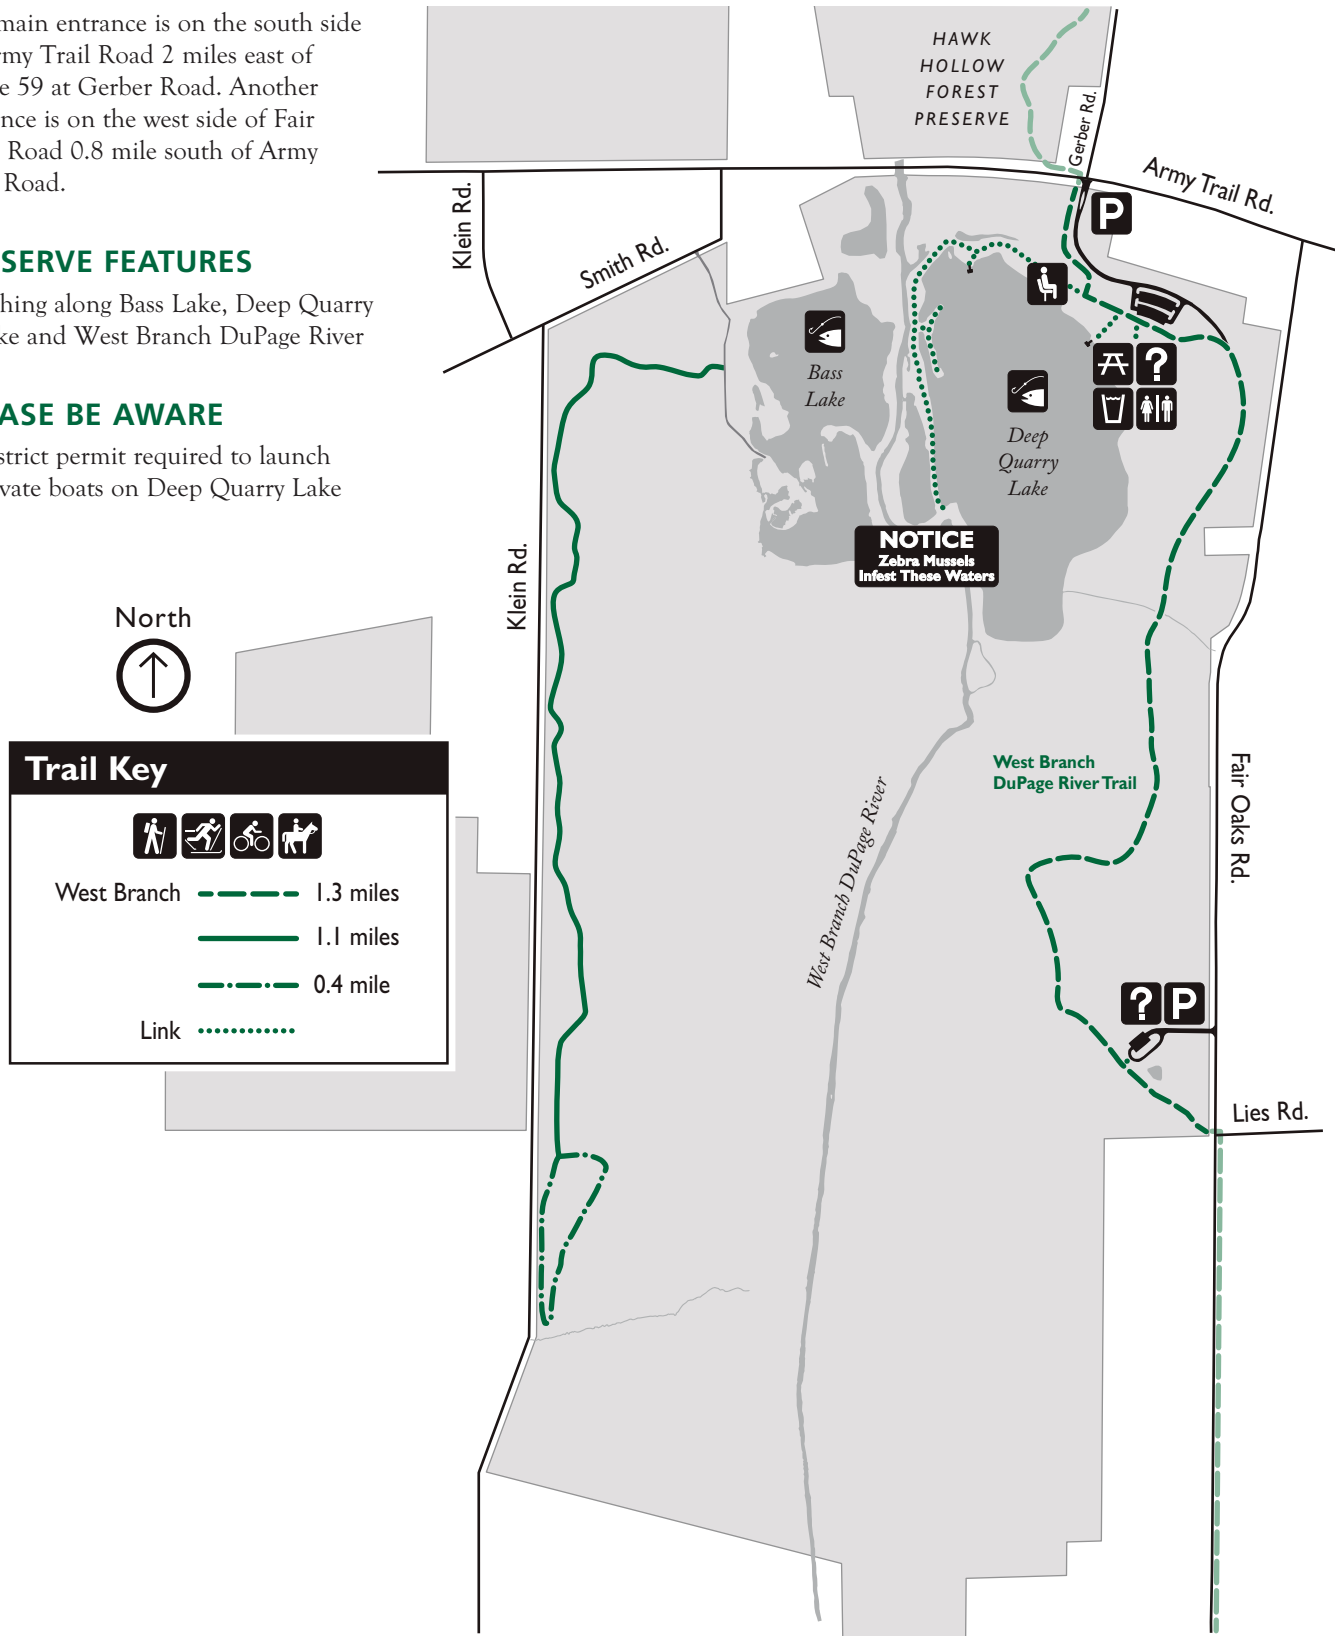 main entrance is on the south side
rmy Trail Road 2 miles east of
e 59 at Gerber Road. Another
nce is on the west side of Fair
Road 0.8 mile south of Army
Road.
SERVE FEATURES
hing along Bass Lake, Deep Quarry
ke and West Branch DuPage River
ASE BE AWARE
strict permit required to launch
vate boats on Deep Quarry Lake
HAWK
HOLLOW
FOREST
PRESERVE
Gerber Rd.
Army Trail Rd.
Klein Rd.
Smith Rd.
P
Bass
Lake
Deep
Quarry
Lake
?
NOTICE
Zebra Mussels
Infest These Waters
Klein Rd.
North
West Branch
DuPage River Trail
Fair Oaks Rd.
West Branch DuPage River
Trail Key
West Branch 1.3 miles
1.1 miles
0.4 mile
Link
? P
Lies Rd.